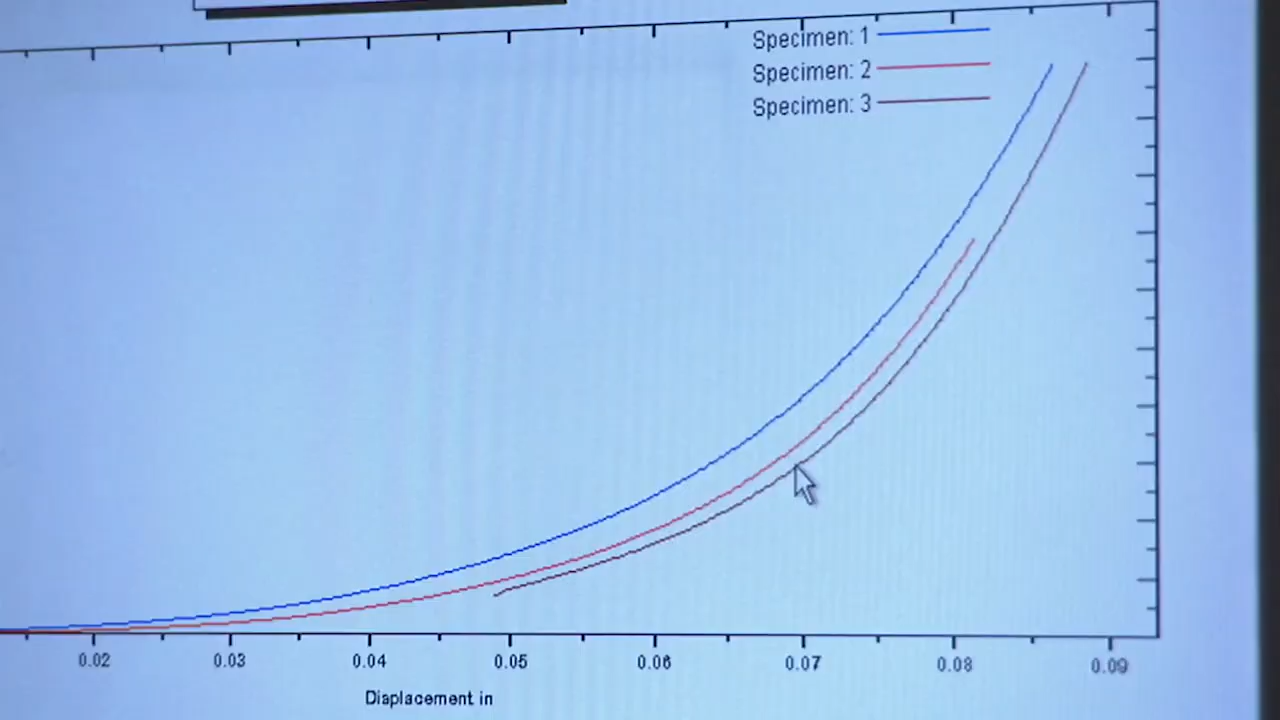 Specimen: 1
Specimen: 2
Specimen: 3
0.02 0.03 0.04 0.05 0.06 0.07 0.08 0.09
Displacement in